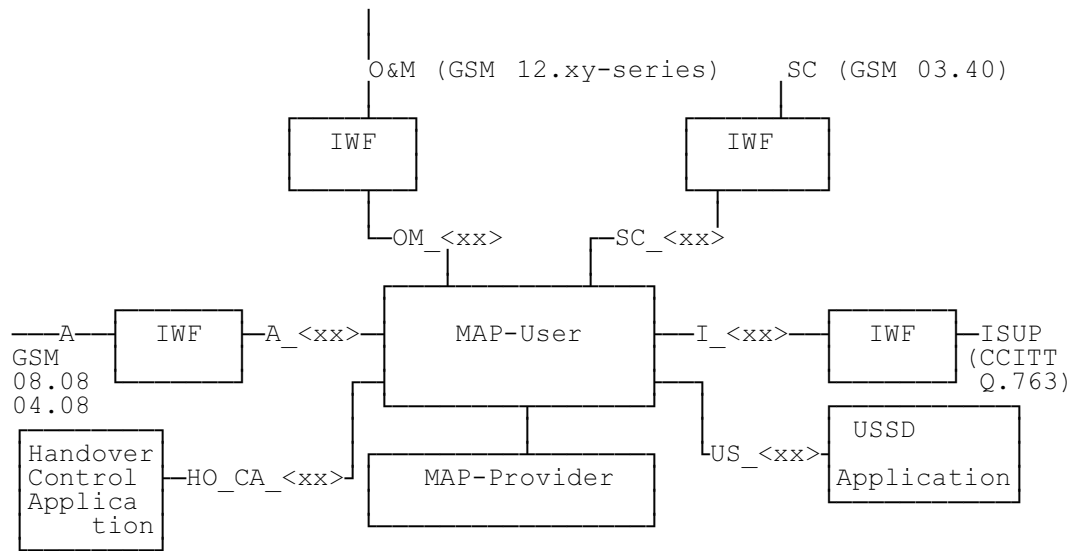 O&M (GSM 12.xy-series)
SC (GSM 03.40)
IWF
IWF
OM_<xx>
SC_<xx>
A
IWF
A_<xx>
MAP-User
I_<xx>
IWF
ISUP
GSM
08.08
04.08
(CCITT
Q.763)
Handover
Control
Applica
tion
HO_CA_<xx>
MAP-Provider
US_<xx>
USSD
Application